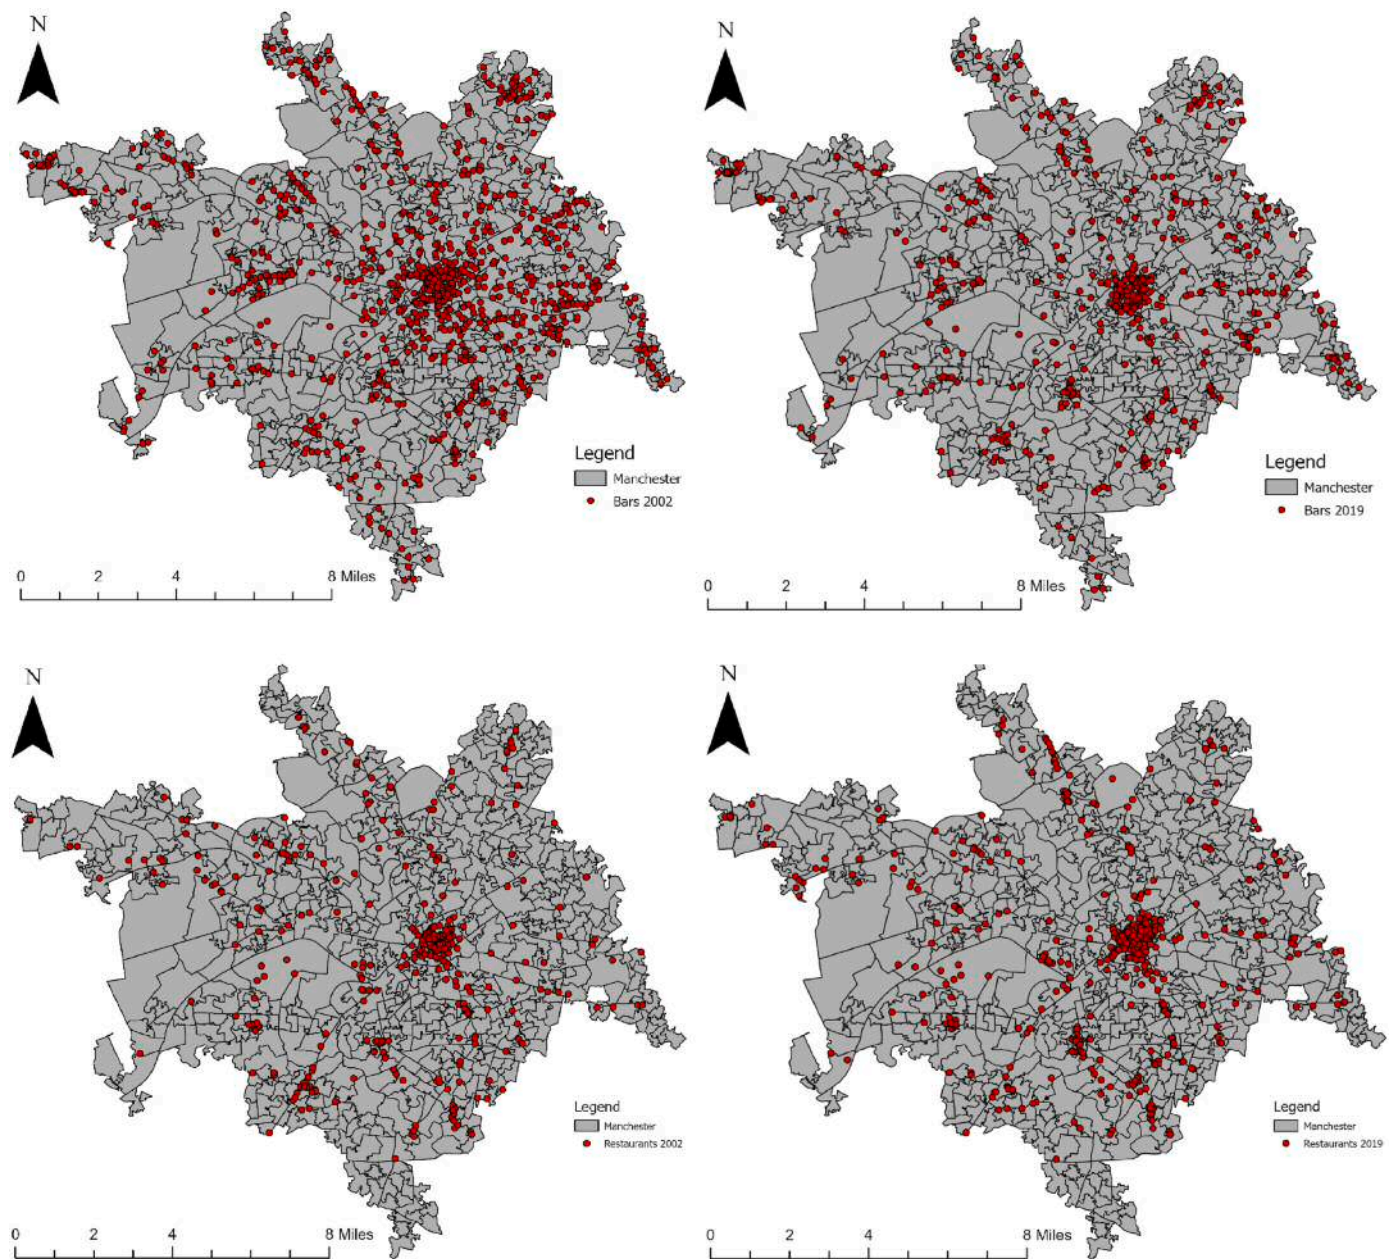 N
Legend
Manchester
Bars 2002
0 2 4 8 Miles
N
Legend
Manchester
Bars 2019
0 2 4 8 Miles
N
Legend
Manchester
Restaurants 2002
0 2 4 8 Miles
N
Legend
Manchester
Restaurants 2019
0 2 4 8 Miles